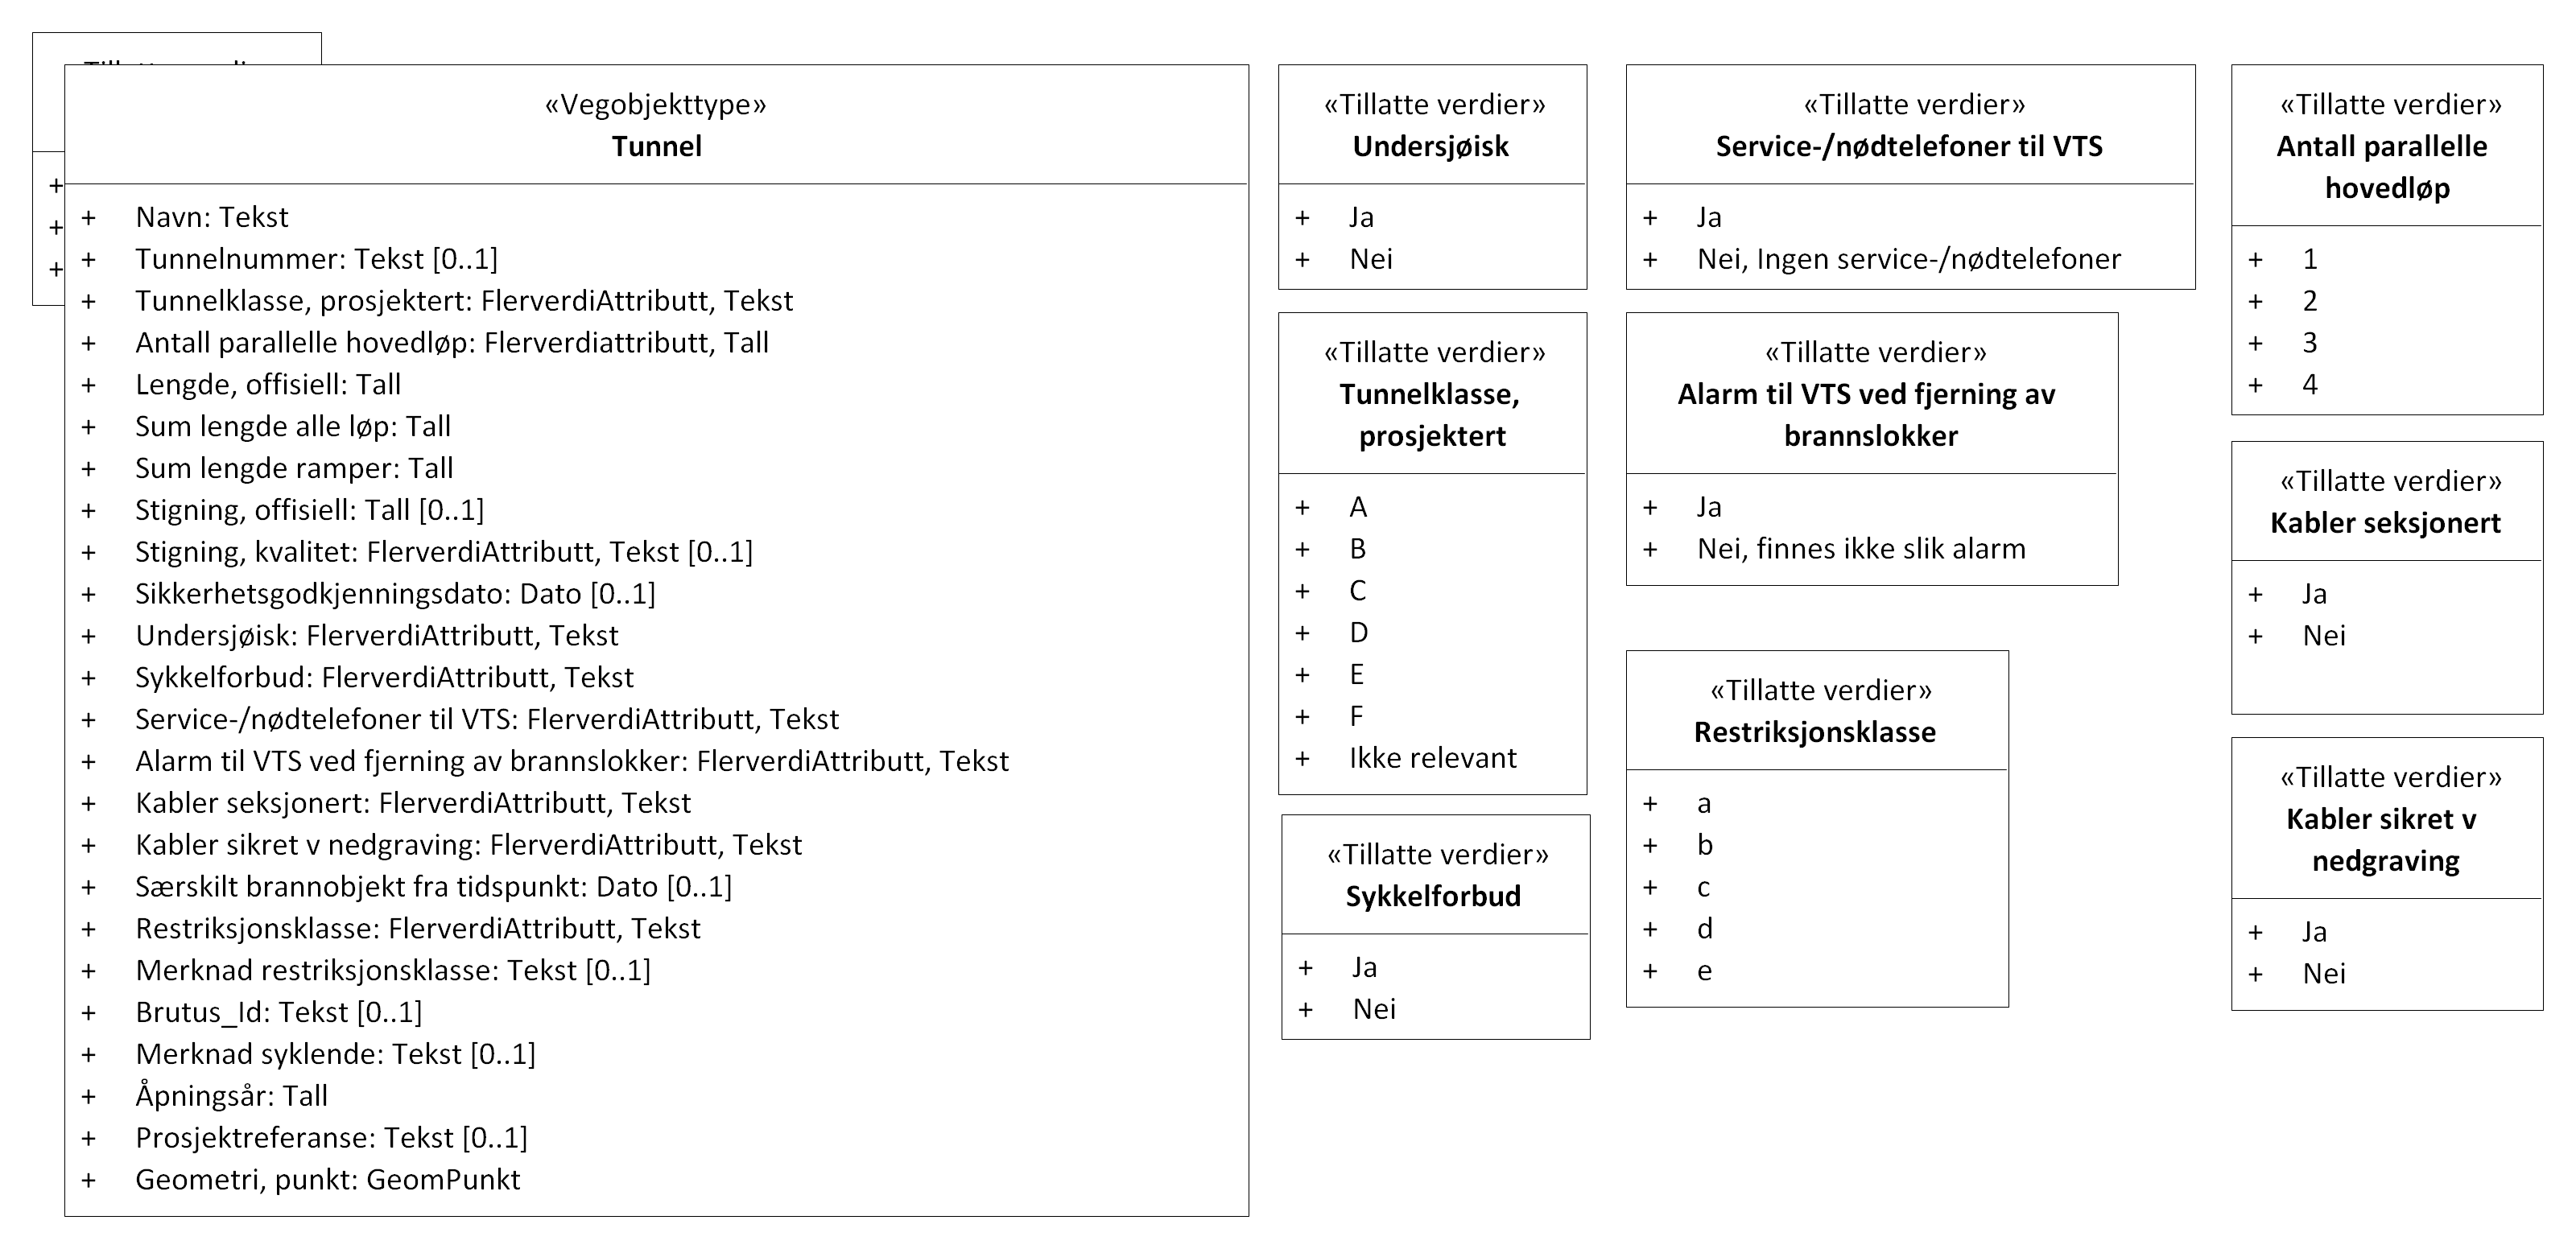 «Vegobjekttype»
Tunnel
+ Navn: Tekst
+ Tunnelnummer: Tekst [0..1]
+ Tunnelklasse, prosjektert: FlerverdiAttributt, Tekst
+ Antall parallelle hovedløp: Flerverdiattributt, Tall
+ Lengde, offisiell: Tall
+ Sum lengde alle løp: Tall
+ Sum lengde ramper: Tall
+ Stigning, offisiell: Tall [0..1]
+ Stigning, kvalitet: FlerverdiAttributt, Tekst [0..1]
+ Sikkerhetsgodkjenningsdato: Dato [0..1]
+ Undersjøisk: FlerverdiAttributt, Tekst
+ Sykkelforbud: FlerverdiAttributt, Tekst
+ Service-/nødtelefoner til VTS: FlerverdiAttributt, Tekst
+ Alarm til VTS ved fjerning av brannslokker: FlerverdiAttributt, Tekst
+ Kabler seksjonert: FlerverdiAttributt, Tekst
+ Kabler sikret v nedgraving: FlerverdiAttributt, Tekst
+ Særskilt brannobjekt fra tidspunkt: Dato [0..1]
+ Restriksjonsklasse: FlerverdiAttributt, Tekst
+ Merknad restriksjonsklasse: Tekst [0..1]
+ Brutus_Id: Tekst [0..1]
+ Merknad syklende: Tekst [0..1]
+ Åpningsår: Tall
+ Prosjektreferanse: Tekst [0..1]
+ Geometri, punkt: GeomPunkt
+
+
+
«Tillatte verdier»
Undersjøisk
+ Ja
+ Nei
«Tillatte verdier»
Tunnelklasse,
prosjektert
+ A
+ B
+ C
+ D
+ E
+ F
+ Ikke relevant
«Tillatte verdier»
Sykkelforbud
+ Ja
+ Nei
«Tillatte verdier»
Service-/nødtelefoner til VTS
+ Ja
+ Nei, Ingen service-/nødtelefoner
«Tillatte verdier»
Alarm til VTS ved fjerning av
brannslokker
+ Ja
+ Nei, finnes ikke slik alarm
«Tillatte verdier»
Restriksjonsklasse
+ a
+ b
+ c
+ d
+ e
«Tillatte verdier»
Antall parallelle
hovedløp
+ 1
+ 2
+ 3
+ 4
«Tillatte verdier»
Kabler seksjonert
+ Ja
+ Nei
«Tillatte verdier»
Kabler sikret v
nedgraving
+ Ja
+ Nei